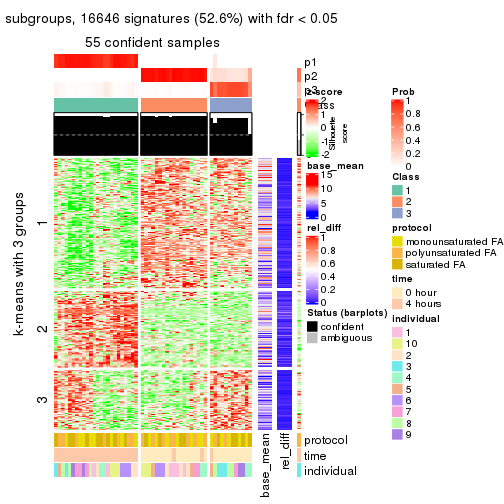 subgroups, 16646 signatures (52.6%) with fdr < 0.05
55 confident samples
k-means with 3 groups
1
2
3
p1
p2
p3
Class
z-score
2
1
0
-1
-2
Silhouette
score
base_mean
15
10
5
0
rel_diff
1
0.8
0.6
0.4
0.2
0
Status (barplots)
confident
ambiguous
Prob
1
0.8
0.6
0.4
0.2
0
Class
1
2
3
protocol
monounsaturated FA
polyunsaturated FA
saturated FA
time
0 hour
4 hours
individual
1
10
2
3
4
5
6
7
8
9
protocol
time
individual
base_mean
rel_diff